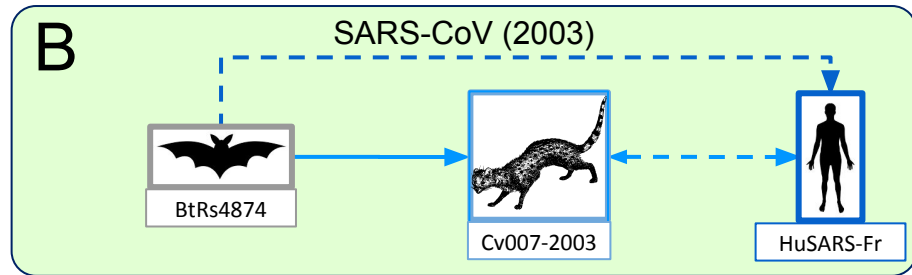 B
SARS-CoV (2003)
BtRs4874
Cv007-2003
HuSARS-Fr